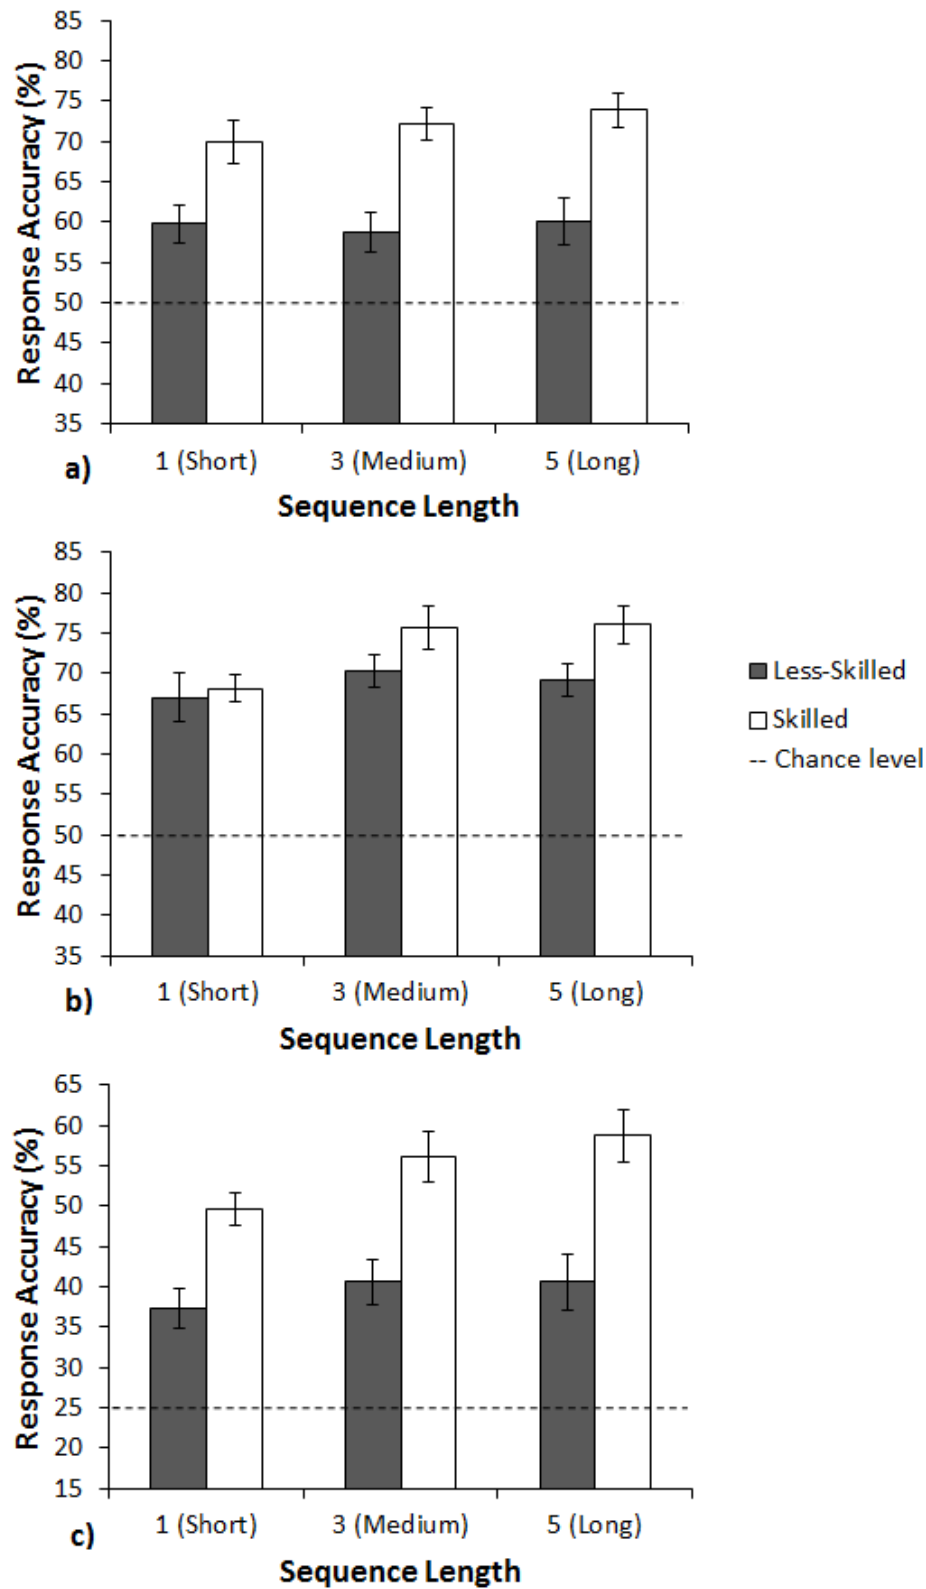 85
80
75
70
65
60
55
50
45
40
35
Response Accuracy (%)
1 (Short) 3 (Medium) 5 (Long)
a)
Sequence Length
85
80
75
70
65
60
55
50
45
40
35
Response Accuracy (%)
1 (Short) 3 (Medium) 5 (Long)
b)
Sequence Length
Less-Skilled
Skilled
-- Chance level
65
60
55
50
45
40
35
30
25
20
15
Response Accuracy (%)
1 (Short) 3 (Medium) 5 (Long)
c)
Sequence Length